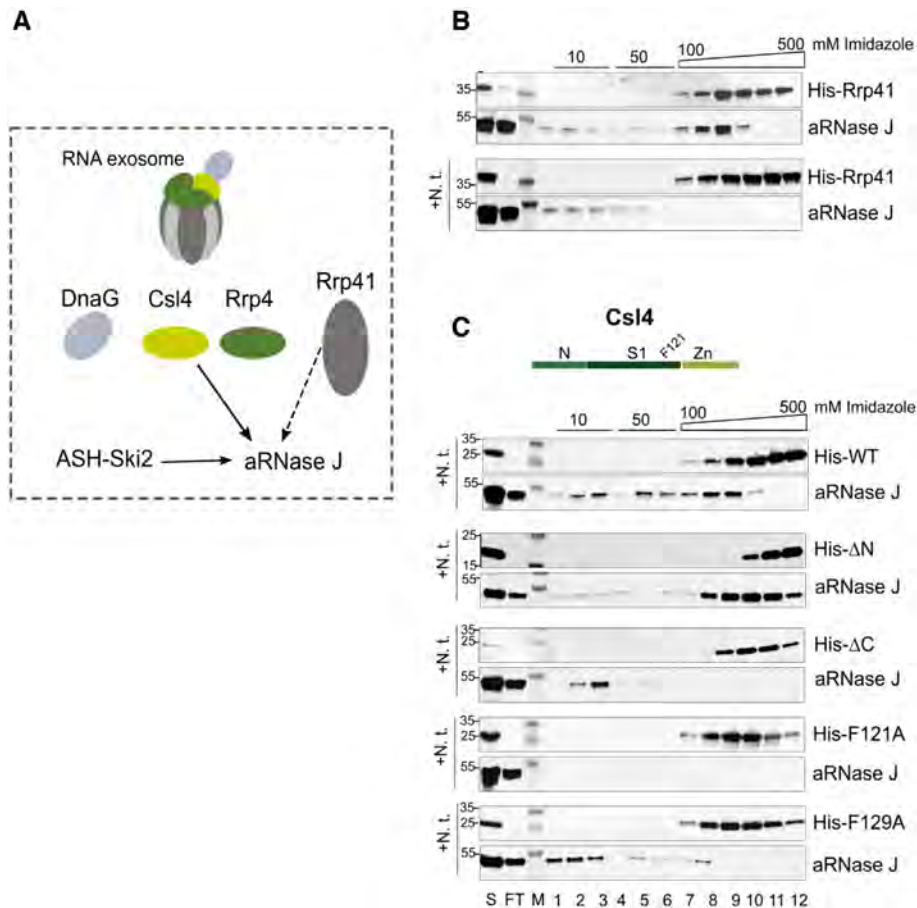 A
RNA exosome
DnaG
Csl4
Rrp4
Rrp41
ASH-Ski2
aRNase J
B
10
50
100
500
mM Imidazole
35
His-Rrp41
55
aRNase J
+N. t.
35
His-Rrp41
55
aRNase J
C
Csl4
N
S1
F121
Zn
10
50
100
500
mM Imidazole
+N. t.
35
25
His-WT
55
aRNase J
+N. t.
25
15
His-ΔN
55
aRNase J
+N. t.
35
25
His-ΔC
55
aRNase J
+N. t.
35
25
His-F121A
55
aRNase J
+N. t.
35
25
His-F129A
55
aRNase J
S FT M 1 2 3 4 5 6 7 8 9 10 11 12